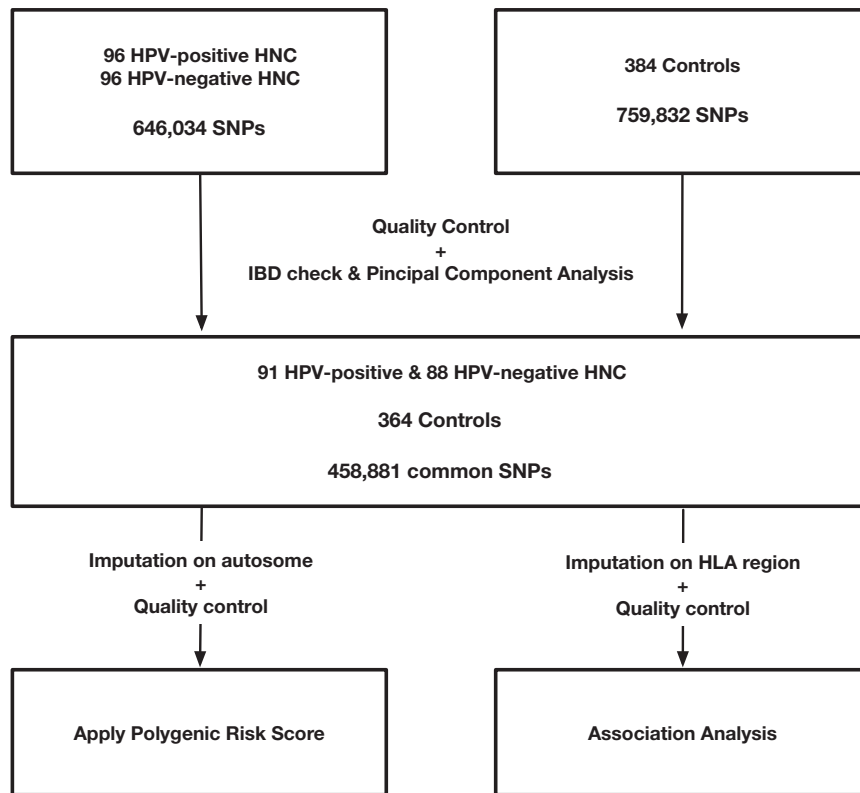 96 HPV-positive HNC
96 HPV-negative HNC
646,034 SNPs
384 Controls
759,832 SNPs
Quality Control
+
IBD check & Pincipal Component Analysis
91 HPV-positive & 88 HPV-negative HNC
364 Controls
458,881 common SNPs
Imputation on autosome
+
Quality control
Imputation on HLA region
+
Quality control
Apply Polygenic Risk Score
Association Analysis